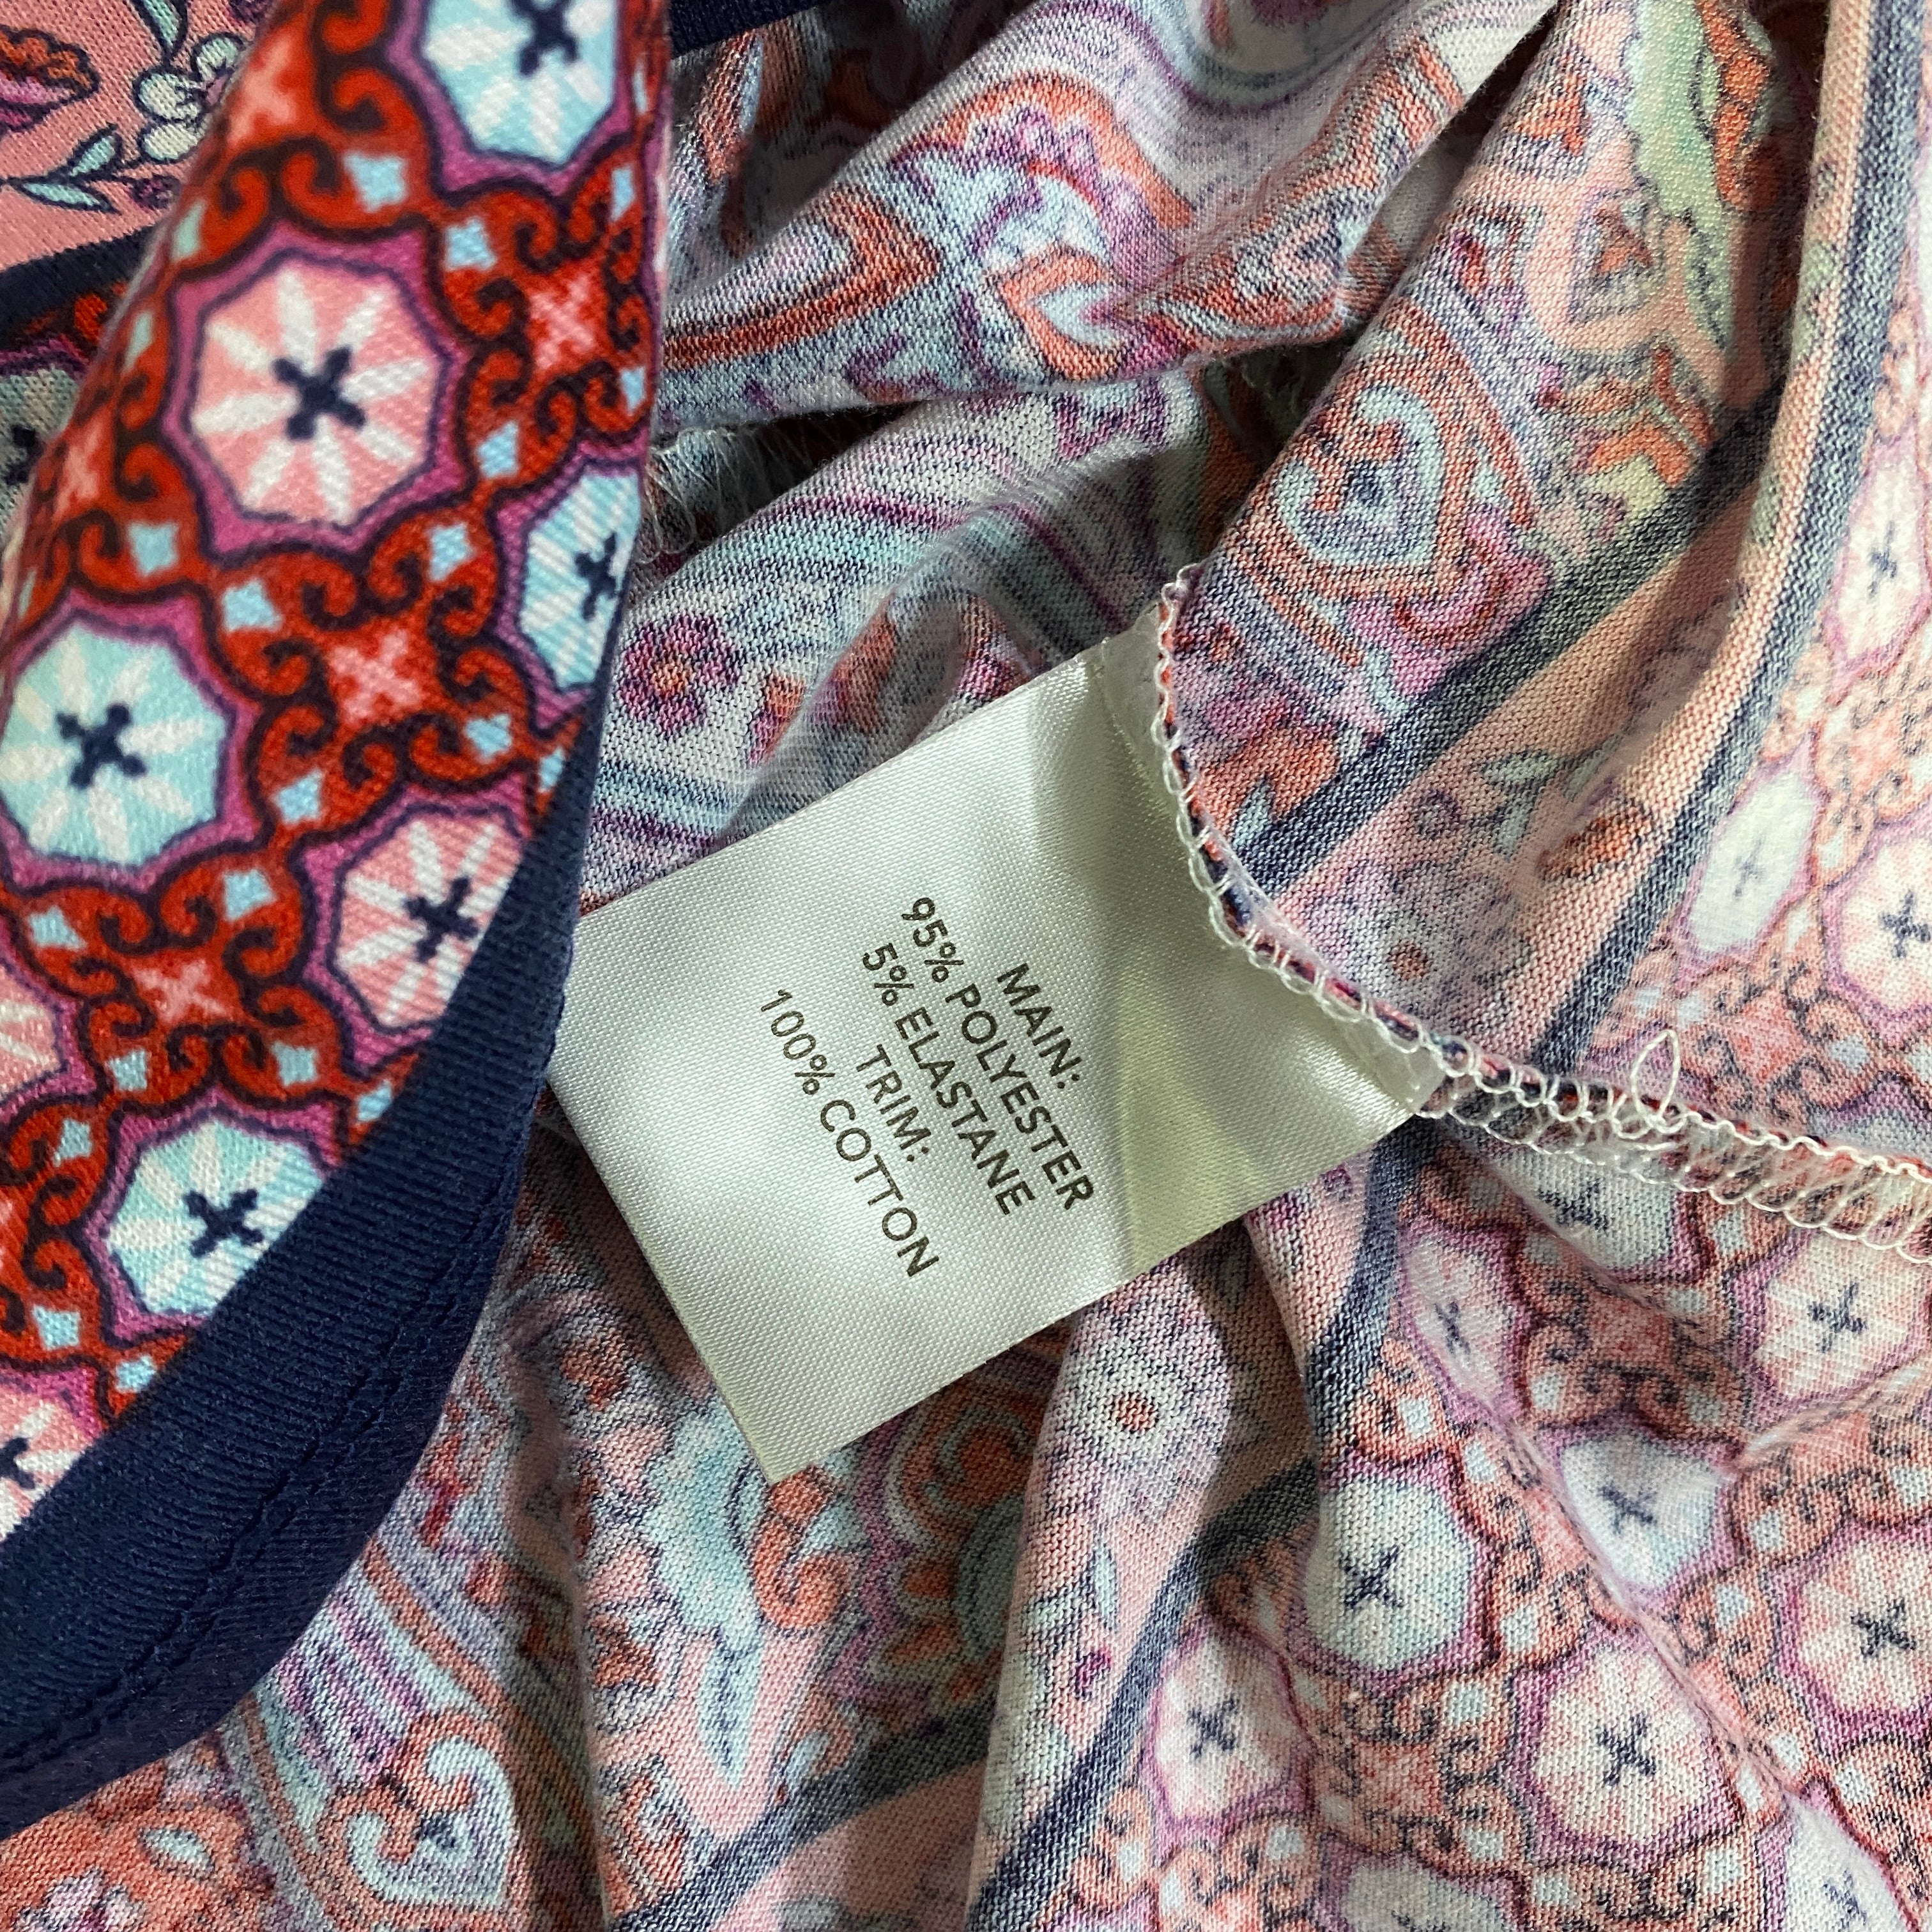 MAIN:
95% POLYESTER
5% ELASTANE
TRIM:
100% COTTON